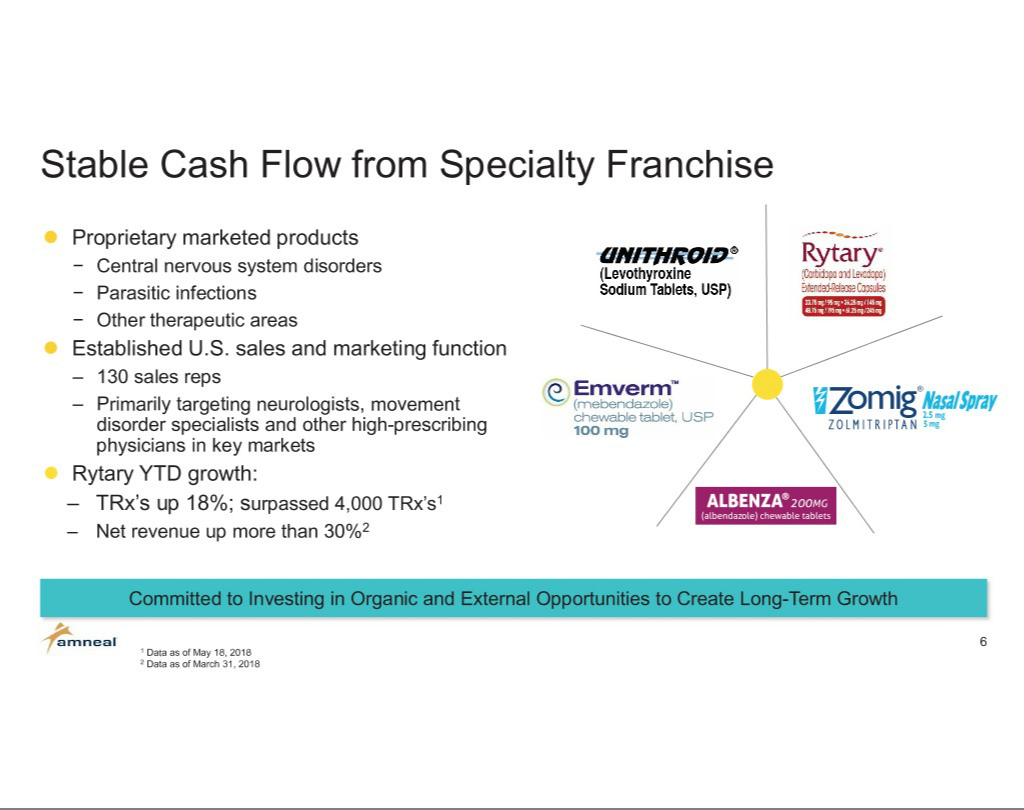 Stable Cash Flow from Specialty Franchise
Proprietary marketed products
− Central nervous system disorders
− Parasitic infections
− Other therapeutic areas
Established U.S. sales and marketing function
– 130 sales reps
– Primarily targeting neurologists, movement
disorder specialists and other high-prescribing
physicians in key markets
Rytary YTD growth:
– TRx’s up 18%; surpassed 4,000 TRx’s¹
– Net revenue up more than 30%²
UNITHROID®
(Levothyroxine
Sodium Tablets, USP)
Rytary®
(Carbidopa and Levodopa)
Extended-Release Capsules
Emverm™
(mebendazole)
chewable tablet, USP
100 mg
Zomig® Nasal Spray
ZOLMITRIPTAN
2.5 mg
5 mg
ALBENZA® 200MG
(albendazole) chewable tablets
Committed to Investing in Organic and External Opportunities to Create Long-Term Growth
amneal
¹ Data as of May 18, 2018
² Data as of March 31, 2018
6